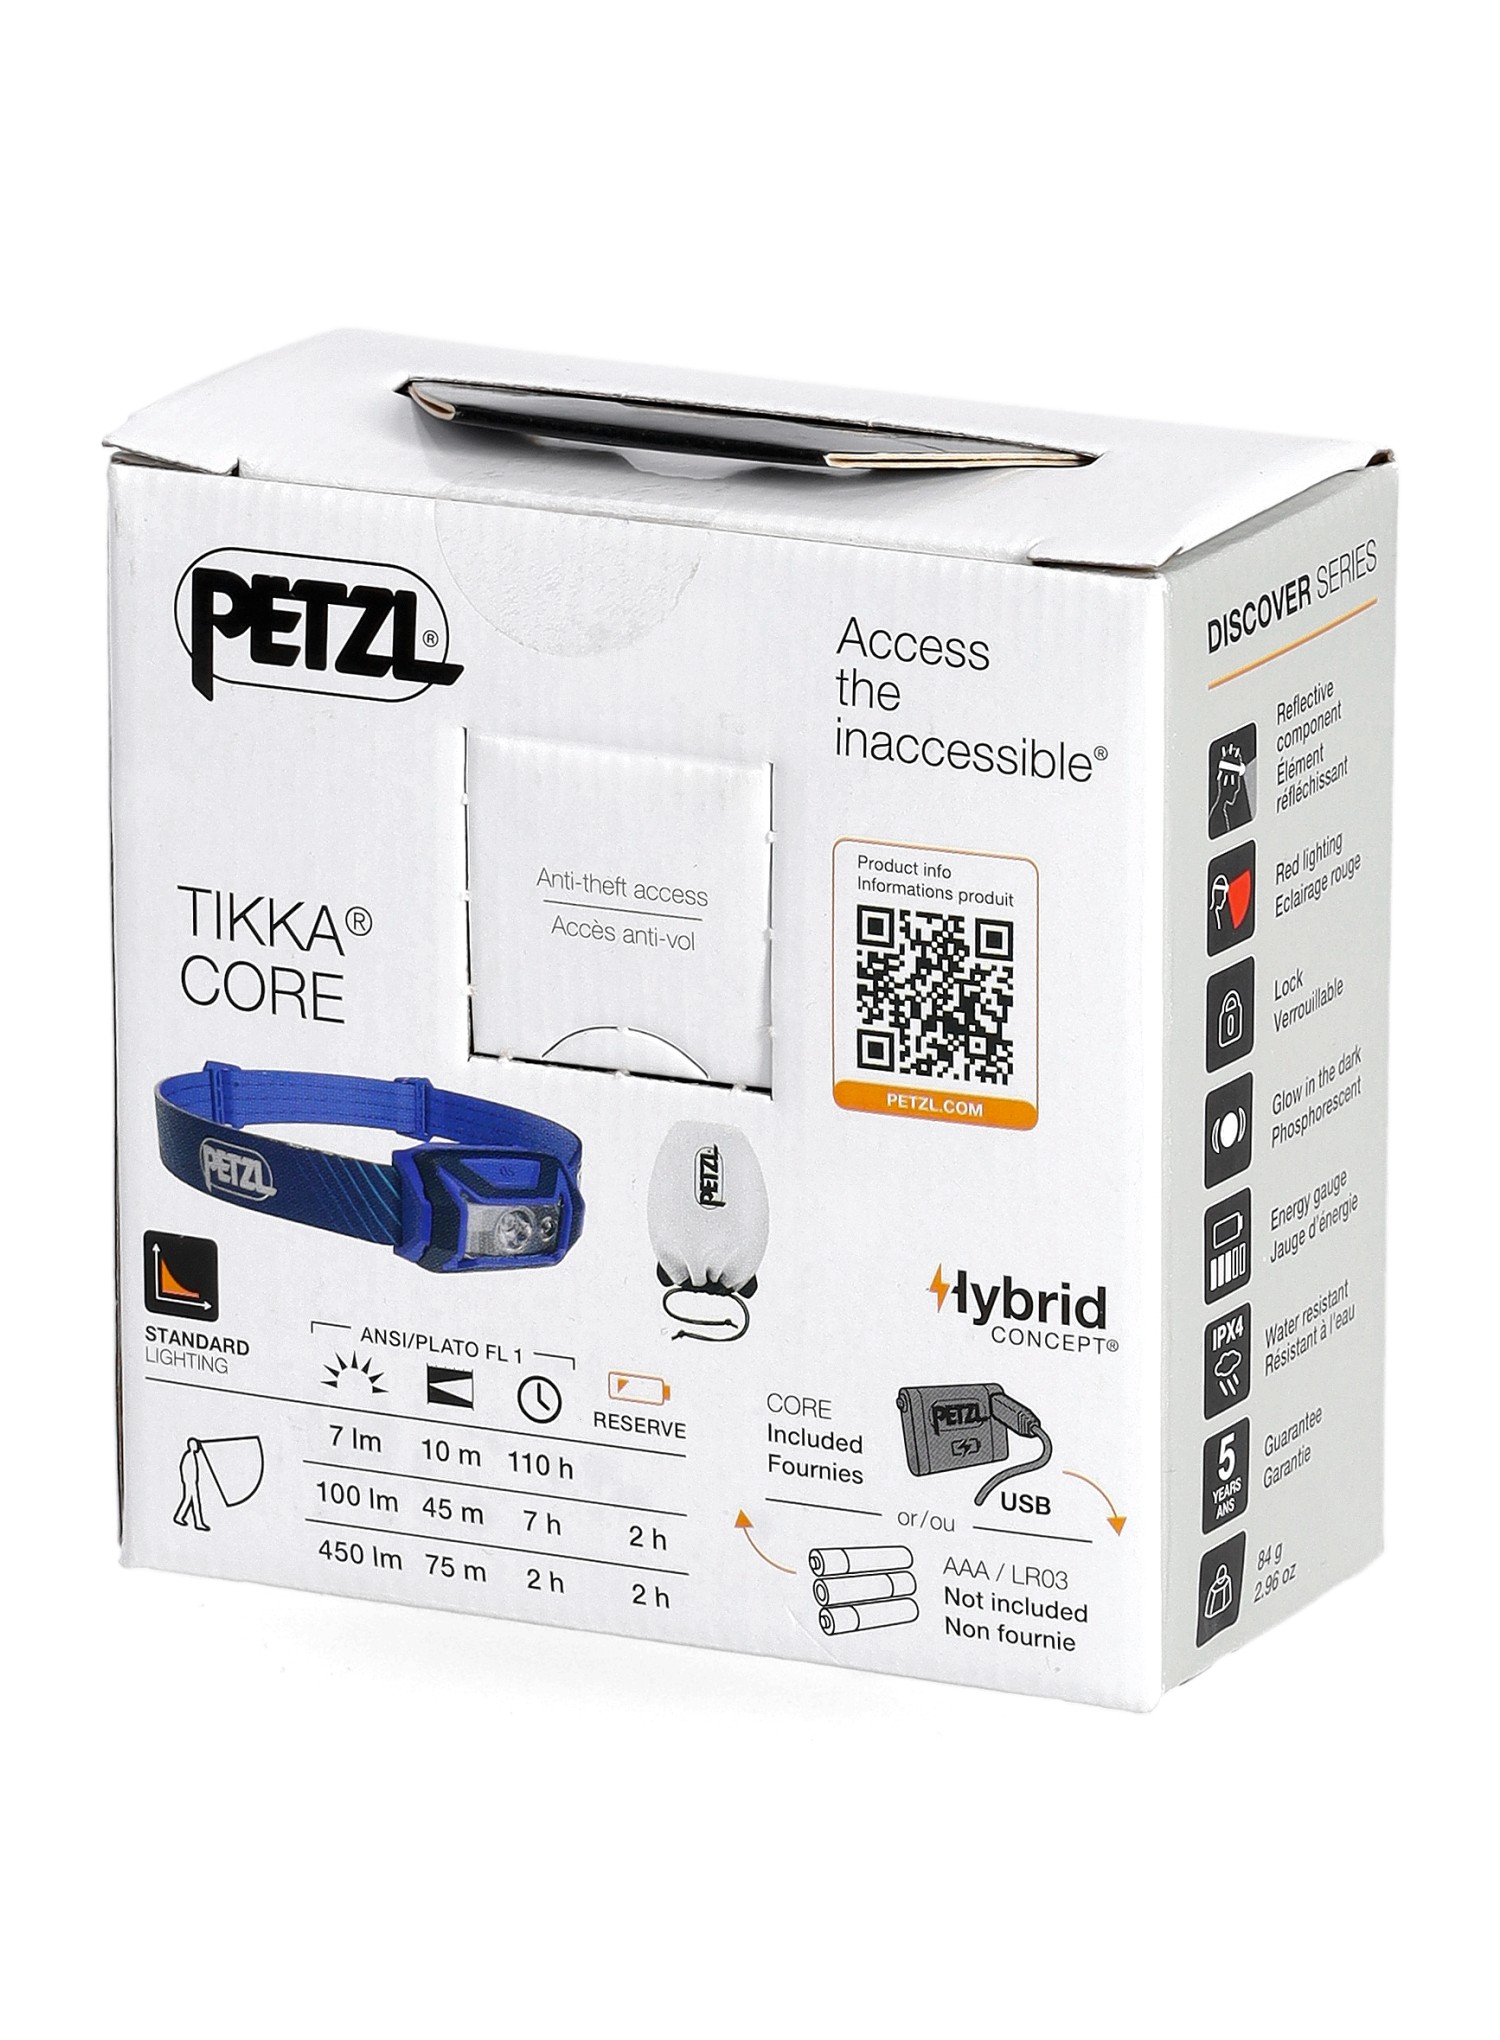 PETZL®
Access
the
inaccessible®
Anti-theft access
Accès anti-vol
TIKKA®
CORE
Product info
Informations produit
PETZL.COM
PETZL
PETZL
STANDARD
LIGHTING
ANSI/PLATO FL 1
RESERVE
7 lm 10 m 110 h
100 lm 45 m 7 h 2 h
450 lm 75 m 2 h 2 h
Hybrid
CONCEPT®
CORE
Included
Fournies
PETZL
USB
or/ou
AAA / LR03
Not included
Non fournie
DISCOVER SERIES
Reflective
component
Élément
réfléchissant
Red lighting
Eclairage rouge
Lock
Verrouillable
Glow in the dark
Phosphorescent
Energy gauge
Jauge d'énergie
IPX4
Water resistant
Résistant à l'eau
5
YEARS
ANS
Guarantee
Garantie
84 g
2.96 oz